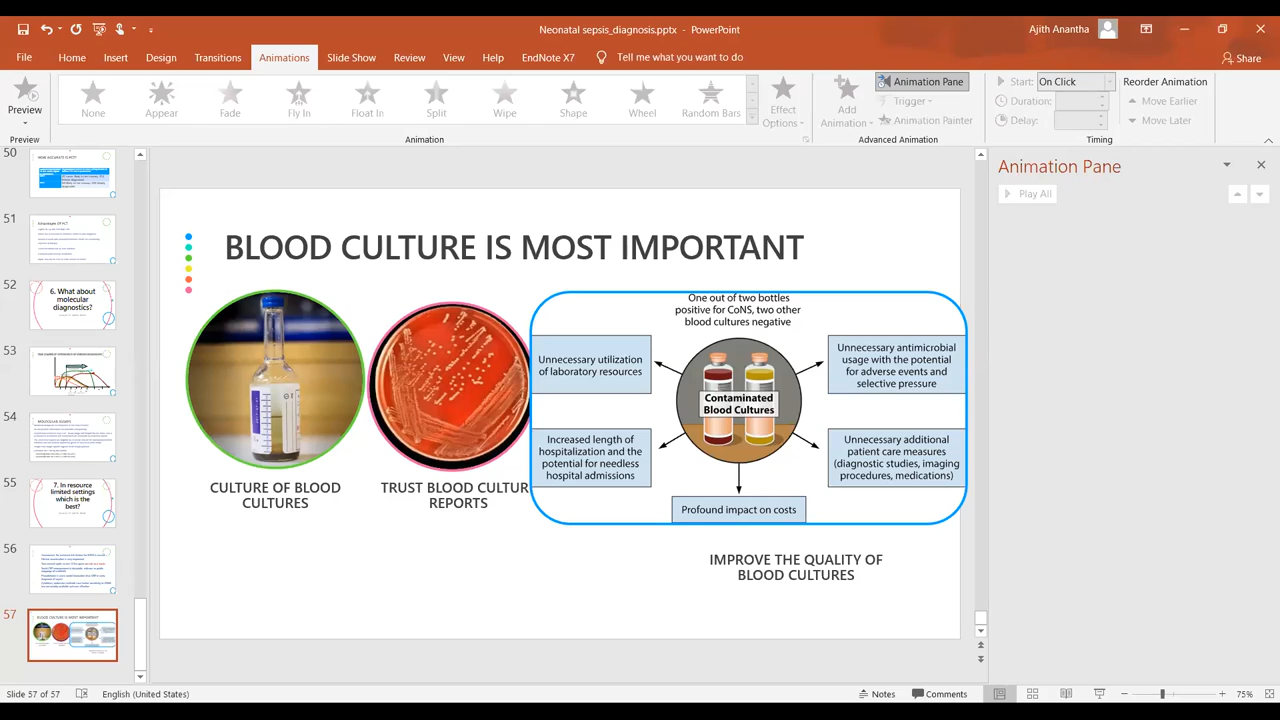 Neonatal sepsis_diagnosis.pptx - PowerPoint
Ajith Anantha
File Home Insert Design Transitions Animations Slide Show Review View Help EndNote X7 Tell me what you want to do
Share
Preview
None Appear Fade Fly In Float In Split Wipe Shape Wheel Random Bars
Effect
Options
Add
Animation
Animation Pane
Trigger
Animation Painter
Start: On Click
Duration:
Delay:
Reorder Animation
Move Earlier
Move Later
Preview
Animation
Advanced Animation
Timing
50
51
52
6. What about
molecular
diagnostics?
53
54
55
7. In resource
limited settings
which is the
best?
56
57
BLOOD CULTURE IS MOST IMPORTANT
BLOOD CULTURE IS MOST IMPORTANT
One out of two bottles
positive for CoNS, two other
blood cultures negative
Unnecessary utilization
of laboratory resources
Unnecessary antimicrobial
usage with the potential
for adverse events and
selective pressure
Contaminated
Blood Cultures
Increased length of
hospitalization and the
potential for needless
hospital admissions
Unnecessary additional
patient care measures
(diagnostic studies, imaging
procedures, medications)
Profound impact on costs
CULTURE OF BLOOD
CULTURES
TRUST BLOOD CULTUR
REPORTS
IMPROVE THE QUALITY OF
BLOOD CULTURES
Animation Pane
Play All
Slide 57 of 57
English (United States)
Notes
Comments
75%